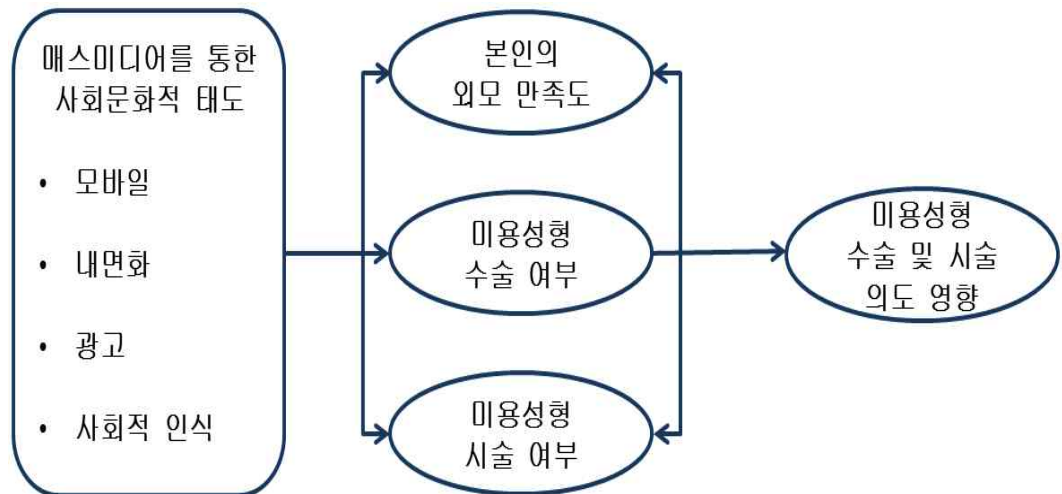 매스미디어를 통한
사회문화적 태도
• 모바일
• 내면화
• 광고
• 사회적 인식
본인의
외모 만족도
미용성형
수술 여부
미용성형
시술 여부
미용성형
수술 및 시술
의도 영향